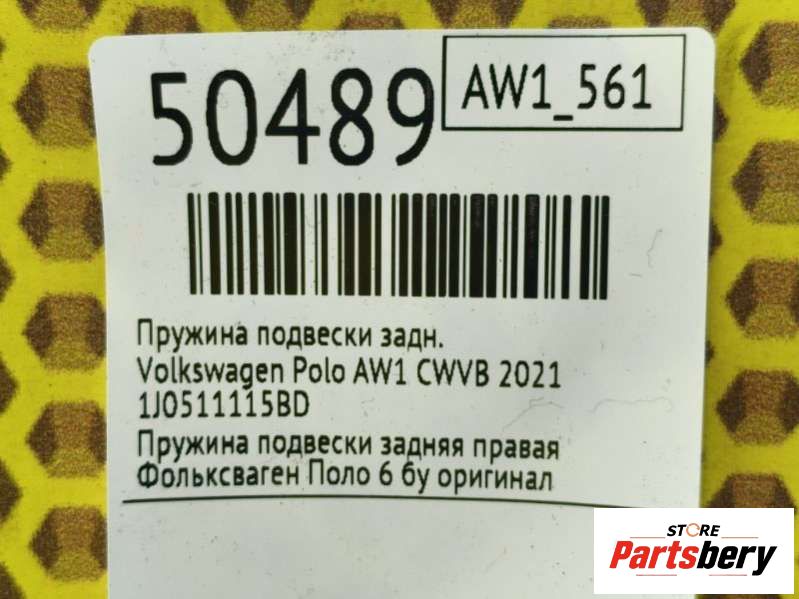 50489
AW1_561
Пружина подвески задн.
Volkswagen Polo AW1 CWVB 2021
1J0511115BD
Пружина подвески задняя правая
Фольксваген Поло 6 бу оригинал
STORE
Partsbery